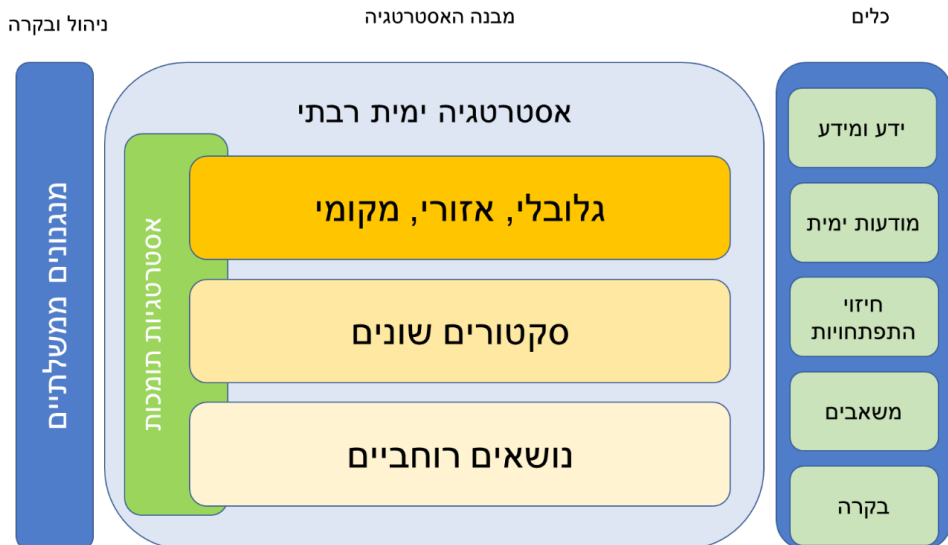 כלים
מבנה האסטרטגיה
ניהול ובקרה
ידע ומידע
מודעות ימית
חיזוי
התפתחויות
משאבים
בקרה
אסטרטגיה ימית רבתי
גלובלי, אזורי, מקומי
סקטורים שונים
נושאים רוחביים
אסטרטגיות תומכות
מנגנונים ממשלתיים